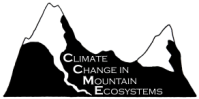 CLIMATE
CHANGE IN
MOUNTAIN
ECOSYSTEMS